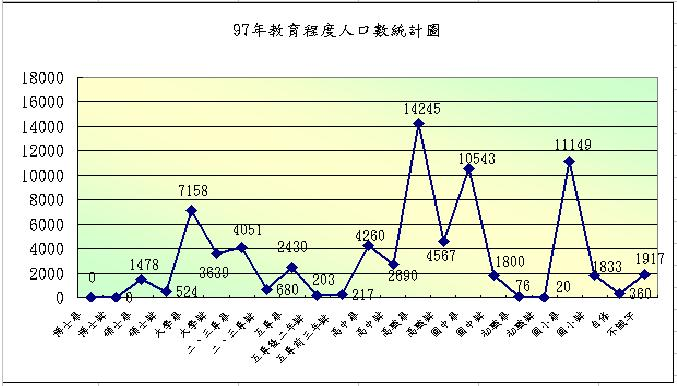 97年教育程度人口數統計圖
18000
16000
14000
12000
10000
8000
6000
4000
2000
0
0
0
1478
524
7158
3639
4051
680
2430
203
217
4260
2690
14245
4567
10543
1800
76
20
11149
1833
360
1917
博士畢
博士肄
碩士畢
碩士肄
大學畢
大學肄
二、三專畢
二、三專肄
五專畢
五專後二年肄
五專前三年肄
高中畢
高中肄
高職畢
高職肄
國中畢
國中肄
初職畢
初職肄
國小畢
國小肄
自修
不識字